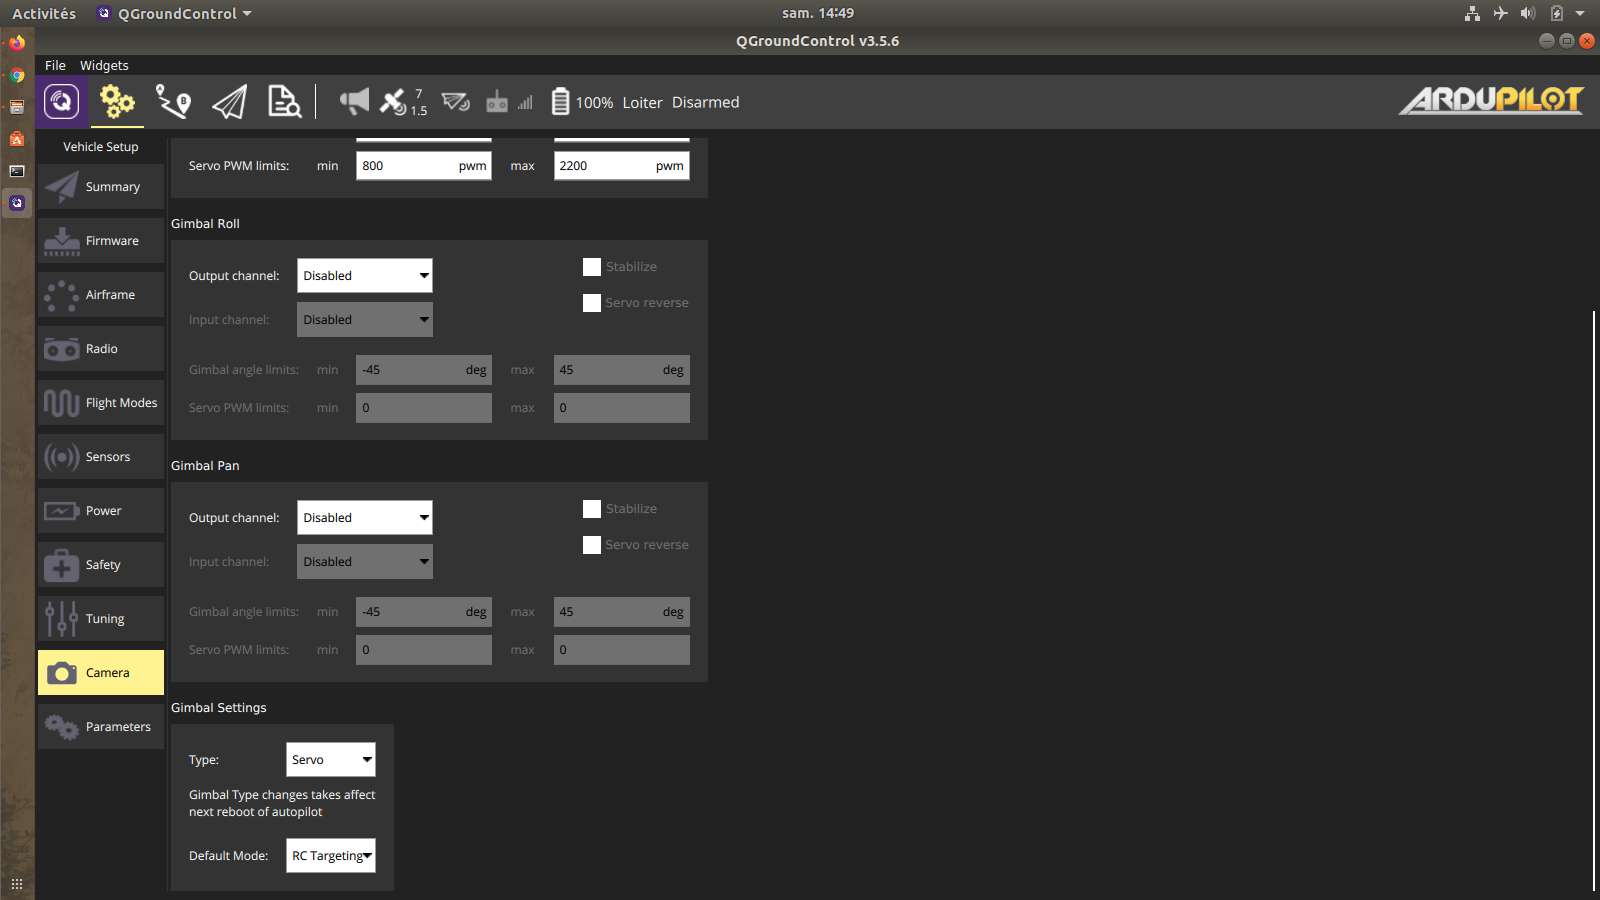 Activités QGroundControl sam. 14:49
QGroundControl v3.5.6
File Widgets
7
1.5
100% Loiter Disarmed
ARDUPILOT
Vehicle Setup
Summary
Firmware
Airframe
Radio
Flight Modes
Sensors
Power
Safety
Tuning
Camera
Parameters
Servo PWM limits: min 800 pwm max 2200 pwm
Gimbal Roll
Output channel: Disabled Stabilize
Servo reverse
Input channel: Disabled
Gimbal angle limits: min -45 deg max 45 deg
Servo PWM limits: min 0 max 0
Gimbal Pan
Output channel: Disabled Stabilize
Servo reverse
Input channel: Disabled
Gimbal angle limits: min -45 deg max 45 deg
Servo PWM limits: min 0 max 0
Gimbal Settings
Type: Servo
Gimbal Type changes takes affect
next reboot of autopilot
Default Mode: RC Targeting